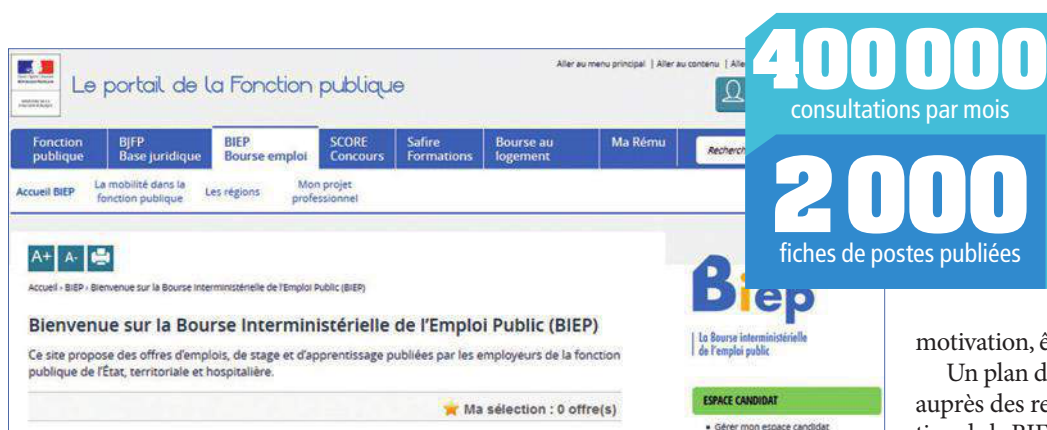 Aller au menu principal | Aller au contenu |
Le portail de la Fonction publique
400 000
consultations par mois
2 000
fiches de postes publiées
Fonction publique
BJFP Base juridique
BIEP Bourse emploi
SCORE Concours
Safire Formations
Bourse au logement
Ma Rému
Accueil BIEP
La mobilité dans la fonction publique
Les régions
Mon projet professionnel
A+ A-
Accueil › BIEP › Bienvenue sur la Bourse Interministérielle de l'Emploi Public (BIEP)
Bienvenue sur la Bourse Interministérielle de l'Emploi Public (BIEP)
Ce site propose des offres d'emplois, de stage et d'apprentissage publiées par les employeurs de la fonction
publique de l'État, territoriale et hospitalière.
Ma sélection : 0 offre(s)
Biep
La Bourse interministérielle
de l'emploi public
ESPACE CANDIDAT
• Gérer mon espace candidat
motivation,
Un plan
auprès des